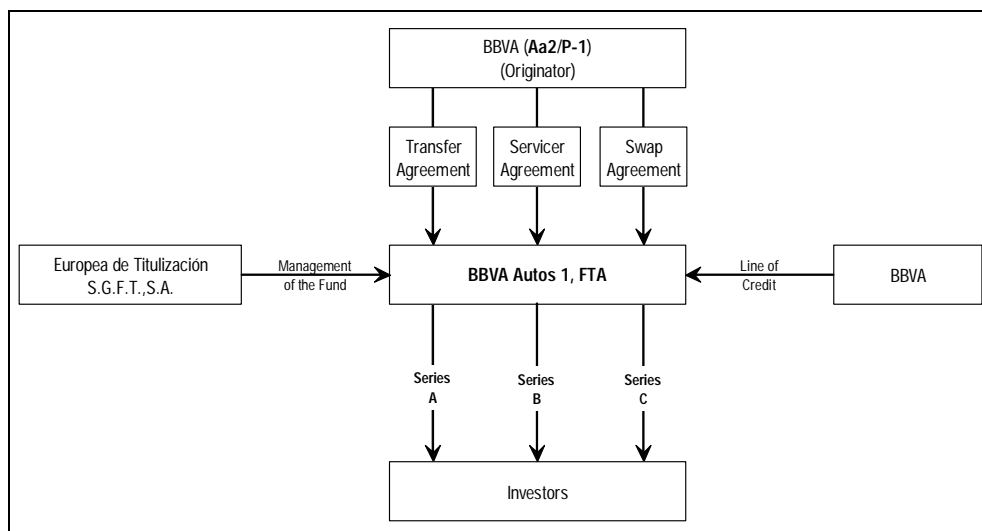 BBVA (Aa2/P-1)
(Originator)
Transfer
Agreement
Servicer
Agreement
Swap
Agreement
Europea de Titulización
S.G.F.T.,S.A.
Management
of the Fund
BBVA Autos 1, FTA
Line of
Credit
BBVA
Series
A
Series
B
Series
C
Investors